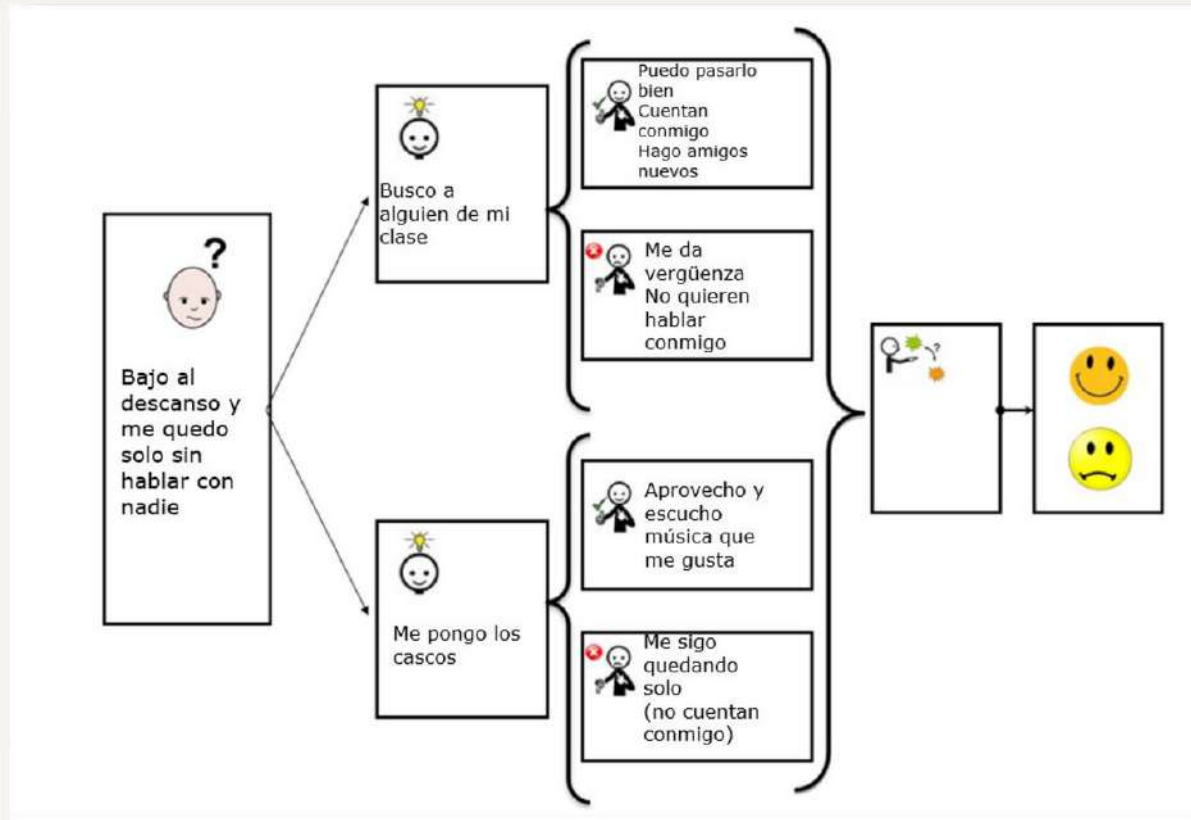 Bajo al
descanso y
me quedo
solo sin
hablar con
nadie
Busco a
alguien de mi
clase
Puedo pasarlo
bien
Cuentan
conmigo
Hago amigos
nuevos
Me da
vergüenza
No quieren
hablar
conmigo
Me pongo los
cascos
Aprovecho y
escucho
música que
me gusta
Me sigo
quedando
solo
(no cuentan
conmigo)